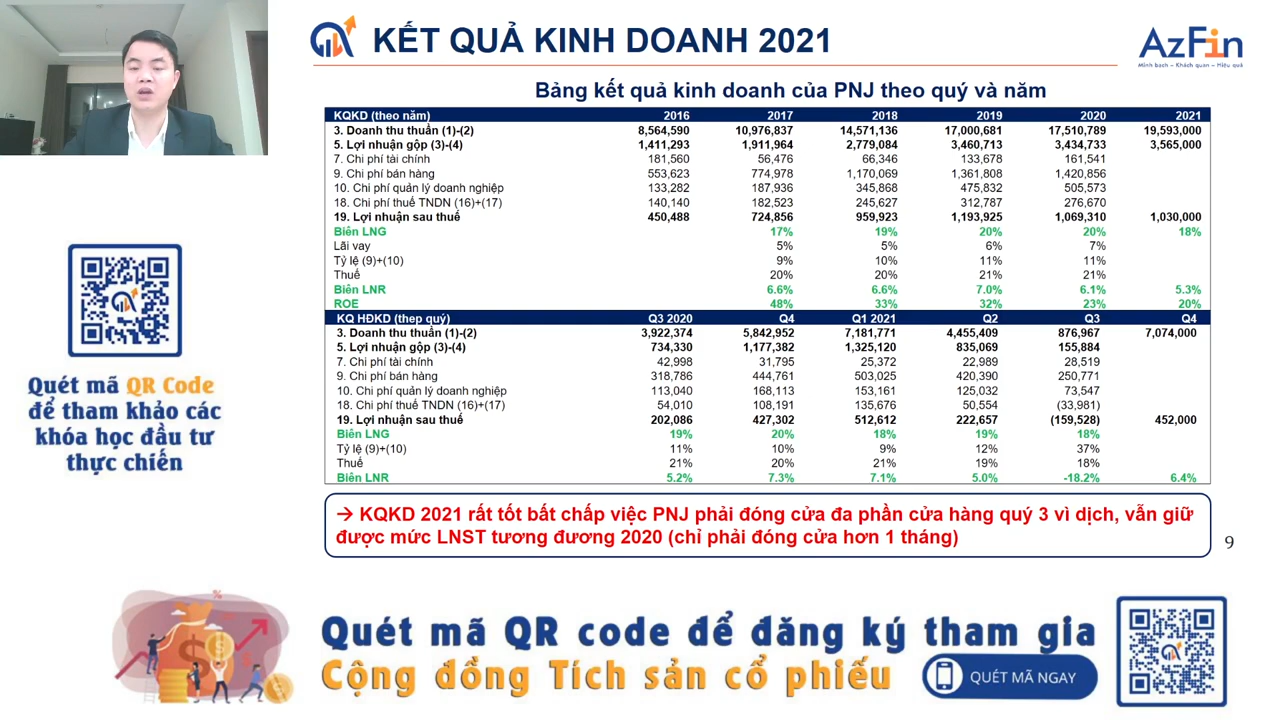 KẾT QUẢ KINH DOANH 2021
AzFin
Minh bạch – Khách quan – Hiệu quả
Bảng kết quả kinh doanh của PNJ theo quý và năm
KQKD (theo năm) 2016 2017 2018 2019 2020 2021
3. Doanh thu thuần (1)-(2) 8,564,590 10,976,837 14,571,136 17,000,681 17,510,789 19,593,000
5. Lợi nhuận gộp (3)-(4) 1,411,293 1,911,964 2,779,084 3,460,713 3,434,733 3,565,000
7. Chi phí tài chính 181,560 56,476 66,346 133,678 161,541
9. Chi phí bán hàng 553,623 774,978 1,170,069 1,361,808 1,420,856
10. Chi phí quản lý doanh nghiệp 133,282 187,936 345,868 475,832 505,573
18. Chi phí thuế TNDN (16)+(17) 140,140 182,523 245,627 312,787 276,670
19. Lợi nhuận sau thuế 450,488 724,856 959,923 1,193,925 1,069,310 1,030,000
Biên LNG 17% 19% 20% 20% 18%
Lãi vay 5% 5% 6% 7%
Tỷ lệ (9)+(10) 9% 10% 11% 11%
Thuế 20% 20% 21% 21%
Biên LNR 6.6% 6.6% 7.0% 6.1% 5.3%
ROE 48% 33% 32% 23% 20%
KQ HĐKD (thep quý) Q3 2020 Q4 Q1 2021 Q2 Q3 Q4
3. Doanh thu thuần (1)-(2) 3,922,374 5,842,952 7,181,771 4,455,409 876,967 7,074,000
5. Lợi nhuận gộp (3)-(4) 734,330 1,177,382 1,325,120 835,069 155,884
7. Chi phí tài chính 42,998 31,795 25,372 22,989 28,519
9. Chi phí bán hàng 318,786 444,761 503,025 420,390 250,771
10. Chi phí quản lý doanh nghiệp 113,040 168,113 153,161 125,032 73,547
18. Chi phí thuế TNDN (16)+(17) 54,010 108,191 135,676 50,554 (33,981)
19. Lợi nhuận sau thuế 202,086 427,302 512,612 222,657 (159,528) 452,000
Biên LNG 19% 20% 18% 19% 18%
Tỷ lệ (9)+(10) 11% 10% 9% 12% 37%
Thuế 21% 20% 21% 19% 18%
Biên LNR 5.2% 7.3% 7.1% 5.0% -18.2% 6.4%
→ KQKD 2021 rất tốt bất chấp việc PNJ phải đóng cửa đa phần cửa hàng quý 3 vì dịch, vẫn giữ
được mức LNST tương đương 2020 (chỉ phải đóng cửa hơn 1 tháng)
9
Quét mã QR Code
để tham khảo các
khóa học đầu tư
thực chiến
Quét mã QR code để đăng ký tham gia
Cộng đồng Tích sản cổ phiếu
QUÉT MÃ NGAY